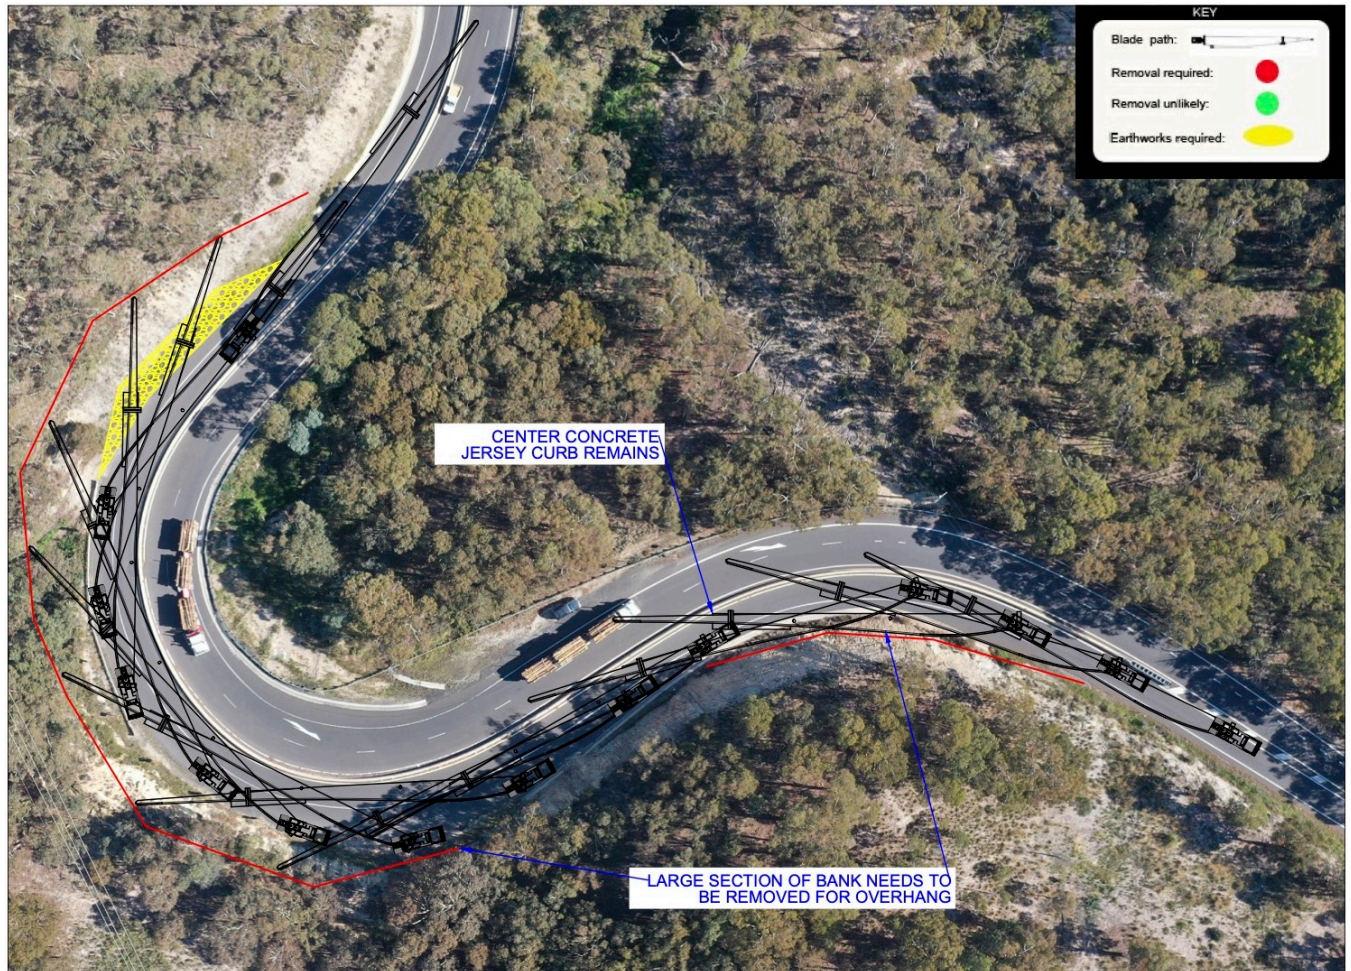 KEY
Blade path:
Removal required:
Removal unlikely:
Earthworks required:
CENTER CONCRETE
JERSEY CURB REMAINS
LARGE SECTION OF BANK NEEDS TO
BE REMOVED FOR OVERHANG